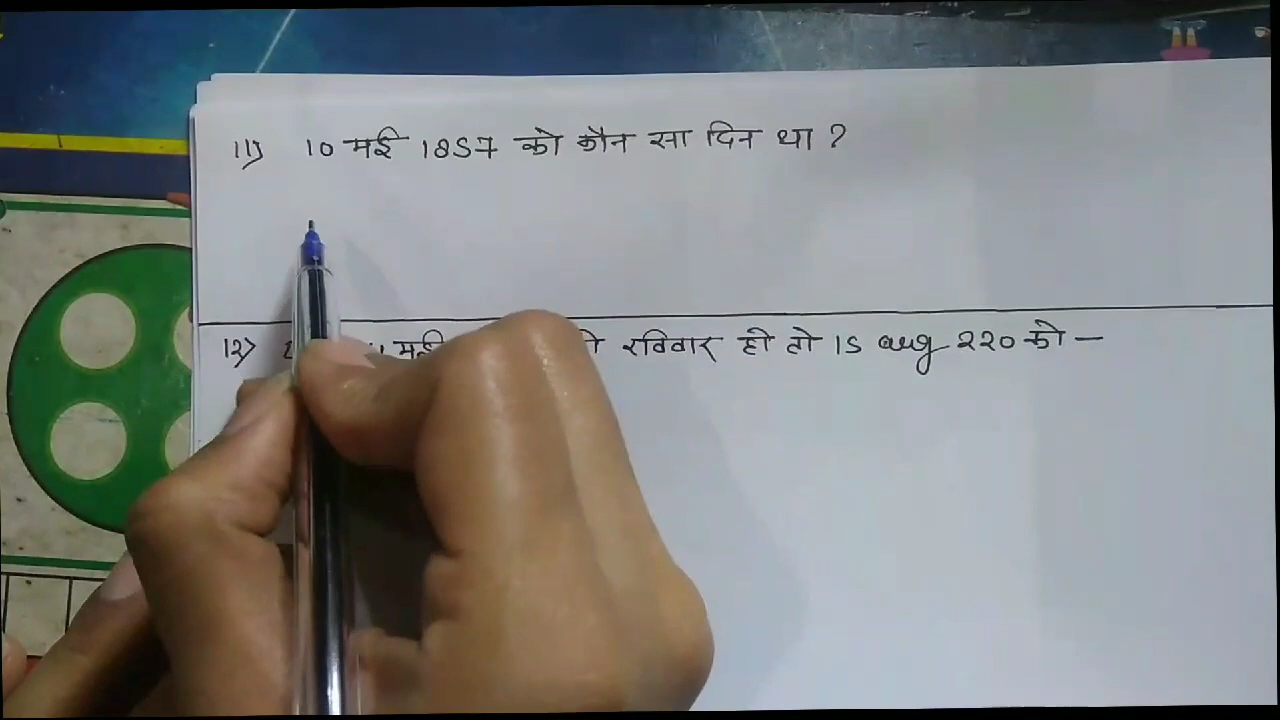 11) 10 मई 1857 को कौन सा दिन था ?
12) मई रविवार हो तो 15 aug 220 को —